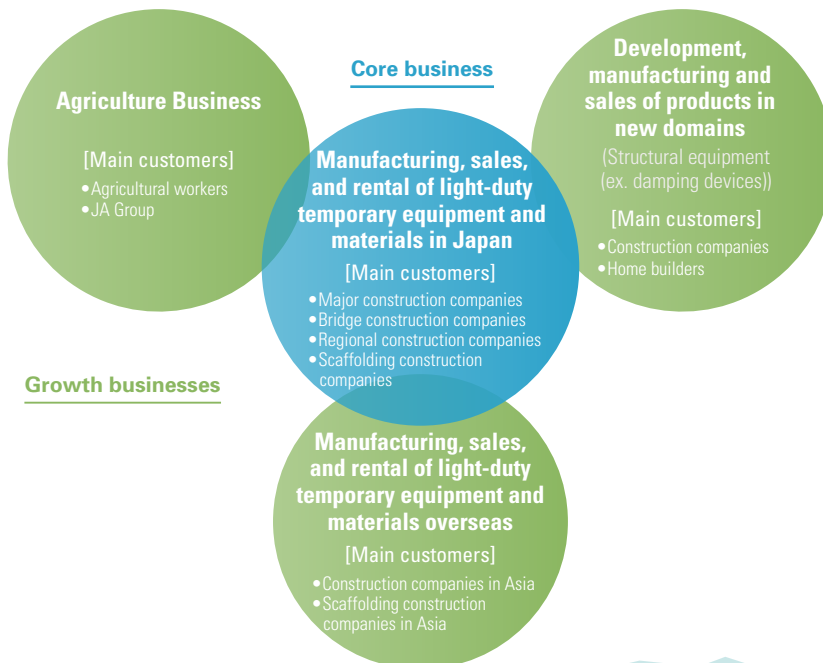 Core business
Agriculture Business
[Main customers]
•Agricultural workers
•JA Group
Manufacturing, sales,
and rental of light-duty
temporary equipment and
materials in Japan
[Main customers]
•Major construction companies
•Bridge construction companies
•Regional construction companies
•Scaffolding construction
companies
Development,
manufacturing and
sales of products in
new domains
(Structural equipment
(ex. damping devices))
[Main customers]
•Construction companies
•Home builders
Growth businesses
Manufacturing, sales,
and rental of light-duty
temporary equipment and
materials overseas
[Main customers]
•Construction companies in Asia
•Scaffolding construction
companies in Asia